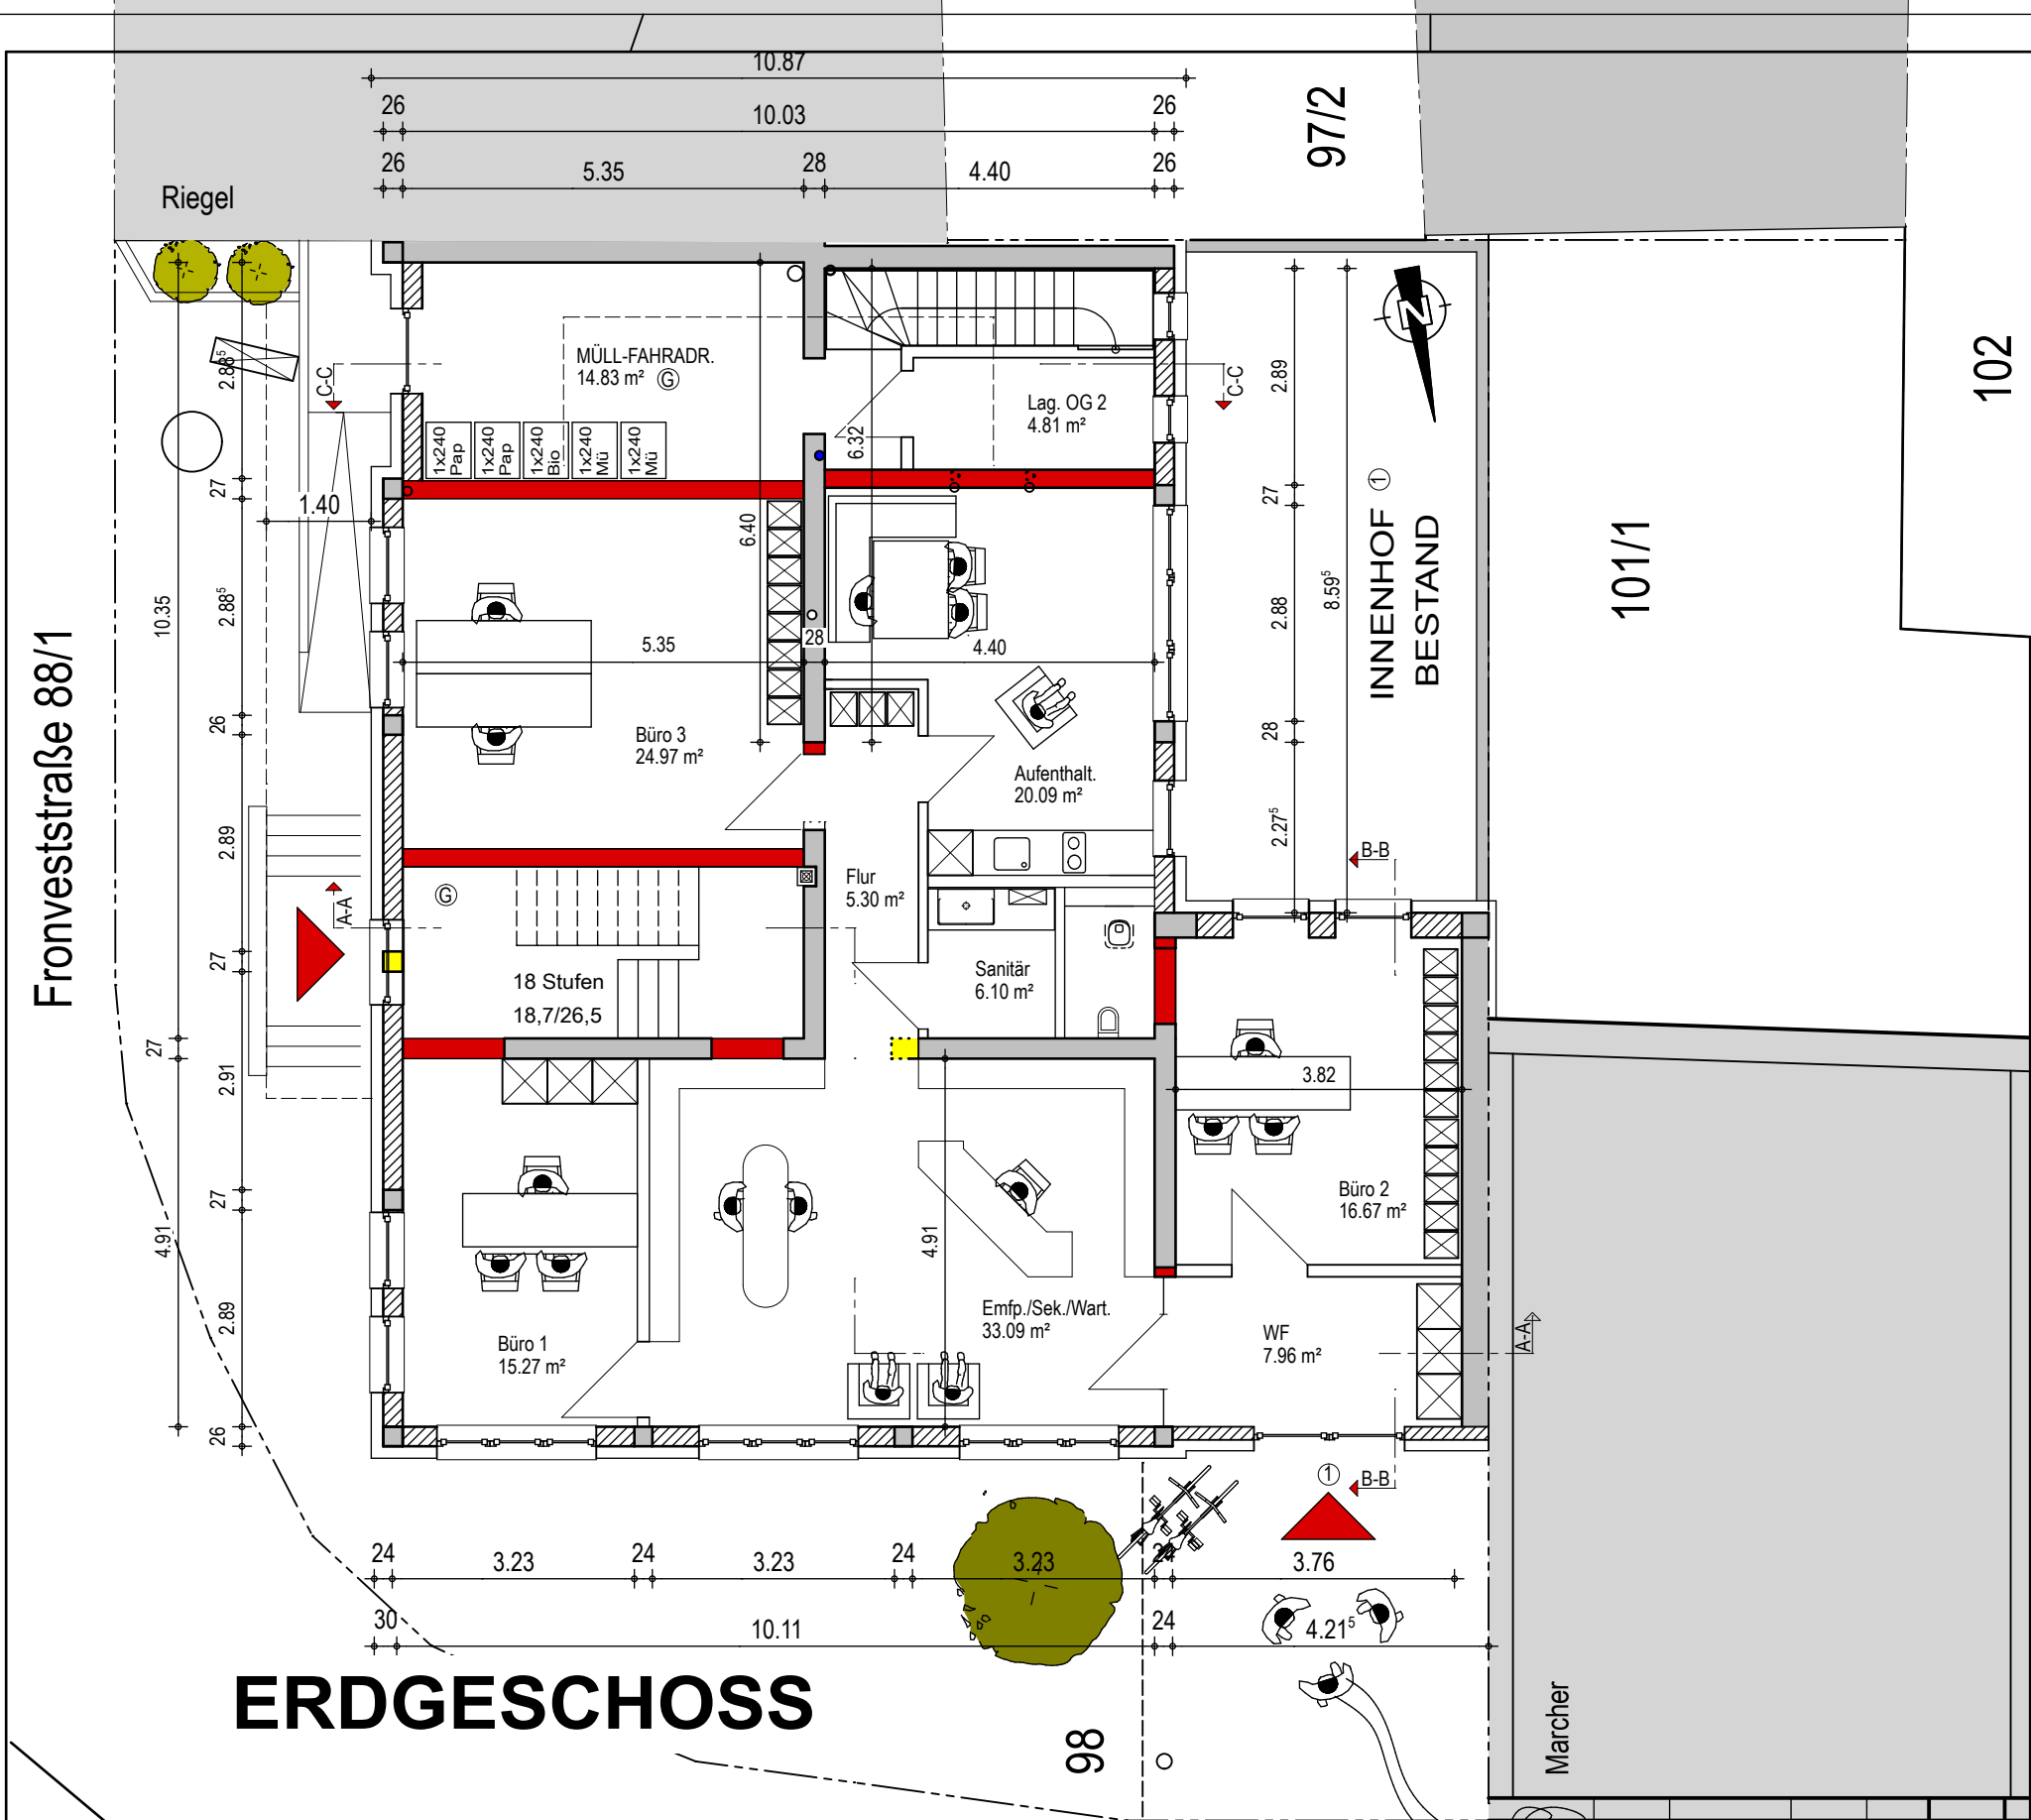 10.87
26
10.03
26
26
5.35
28
4.40
26
97/2
Riegel
102
101/1
INNENHOF ①
BESTAND
N
MÜLL-FAHRADR.
14.83 m² Ⓖ
1x240
Pap
1x240
Pap
1x240
Bio
1x240
Mü
1x240
Mü
Lag. OG 2
4.81 m²
C-C
C-C
6.32
6.40
1.40
2.88⁵
27
10.35
2.88⁵
26
2.89
27
27
2.91
27
4.91
2.89
26
2.89
27
2.88
8.59⁵
28
2.27⁵
Fronveststraße 88/1
5.35
28
4.40
Büro 3
24.97 m²
Aufenthalt.
20.09 m²
B-B
Flur
5.30 m²
Ⓖ
A-A
18 Stufen
18,7/26,5
Sanitär
6.10 m²
3.82
Büro 2
16.67 m²
4.91
Emfp./Sek./Wart.
33.09 m²
Büro 1
15.27 m²
WF
7.96 m²
A-A
①
B-B
24
3.23
24
3.23
24
3.23
24
3.76
30
10.11
24
4.21⁵
ERDGESCHOSS
98
Marcher